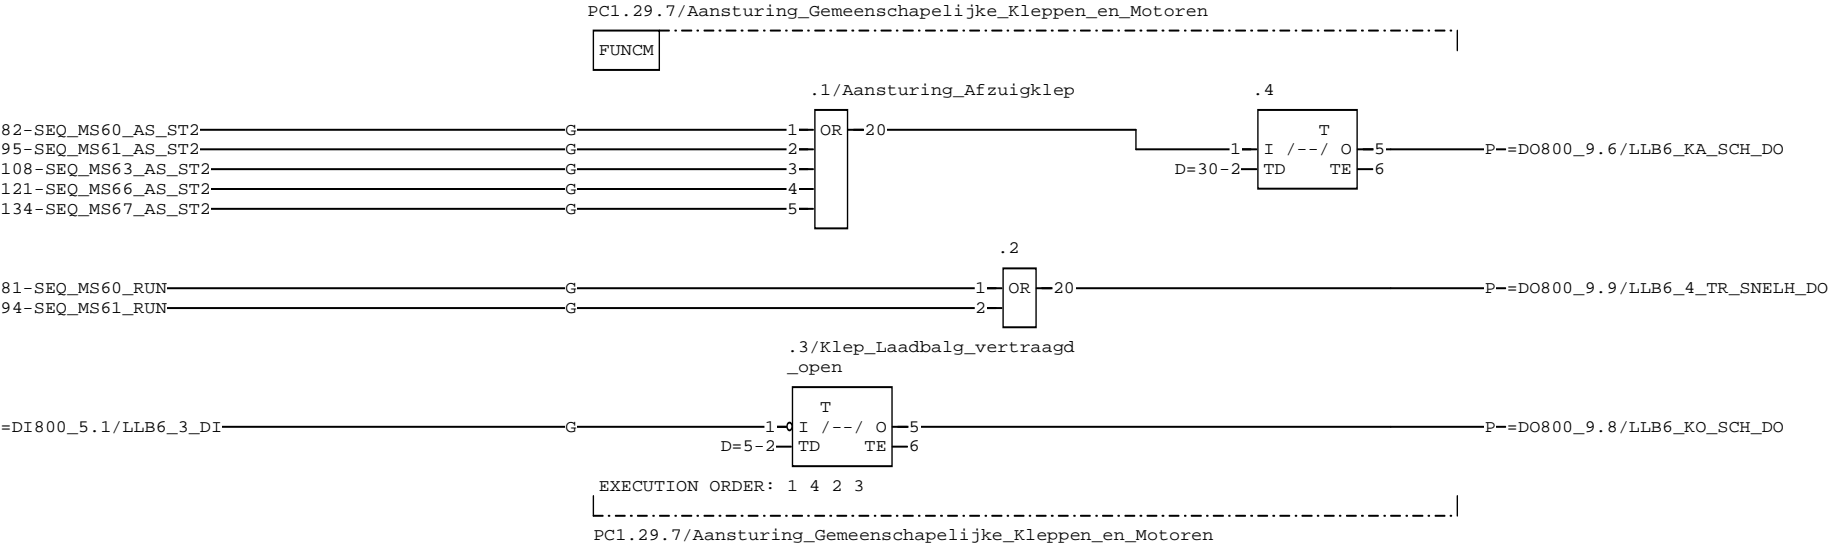 PC1.29.7/Aansturing_Gemeenschapelijke_Kleppen_en_Motoren
FUNCM
.1/Aansturing_Afzuigklep
.4
82-SEQ_MS60_AS_ST2 G 1 OR 20
T
95-SEQ_MS61_AS_ST2 G 2 1 I /--/ O 5 P-=DO800_9.6/LLB6_KA_SCH_DO
108-SEQ_MS63_AS_ST2 G 3 D=30-2 TD TE 6
121-SEQ_MS66_AS_ST2 G 4
134-SEQ_MS67_AS_ST2 G 5
.2
81-SEQ_MS60_RUN G 1 OR 20 P-=DO800_9.9/LLB6_4_TR_SNELH_DO
94-SEQ_MS61_RUN G 2
.3/Klep_Laadbalg_vertraagd
_open
T
=DI800_5.1/LLB6_3_DI G 1 I /--/ O 5 P-=DO800_9.8/LLB6_KO_SCH_DO
D=5-2 TD TE 6
EXECUTION ORDER: 1 4 2 3
PC1.29.7/Aansturing_Gemeenschapelijke_Kleppen_en_Motoren